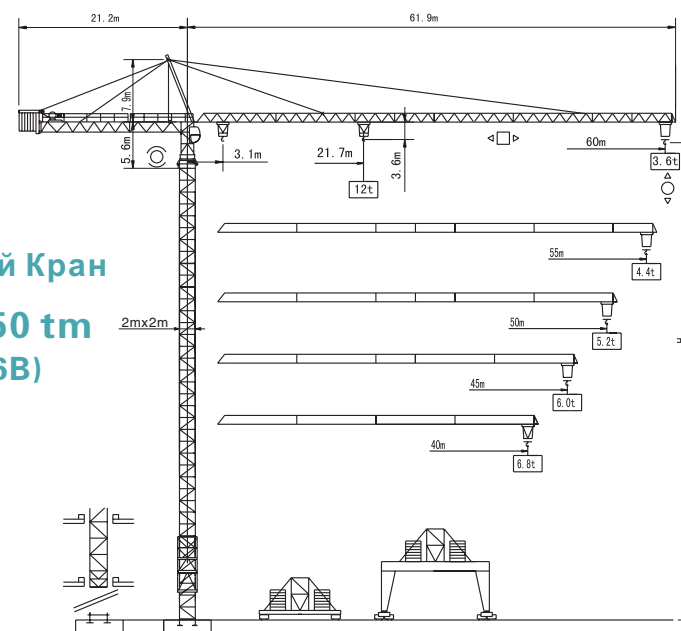 21.2m
61.9m
7.9m
5.6m
3.1m
21.7m
3.6m
60m
12t
3.6t
55m
4.4t
й Кран
50 tm
6B)
2mx2m
50m
5.2t
45m
6.0t
40m
6.8t